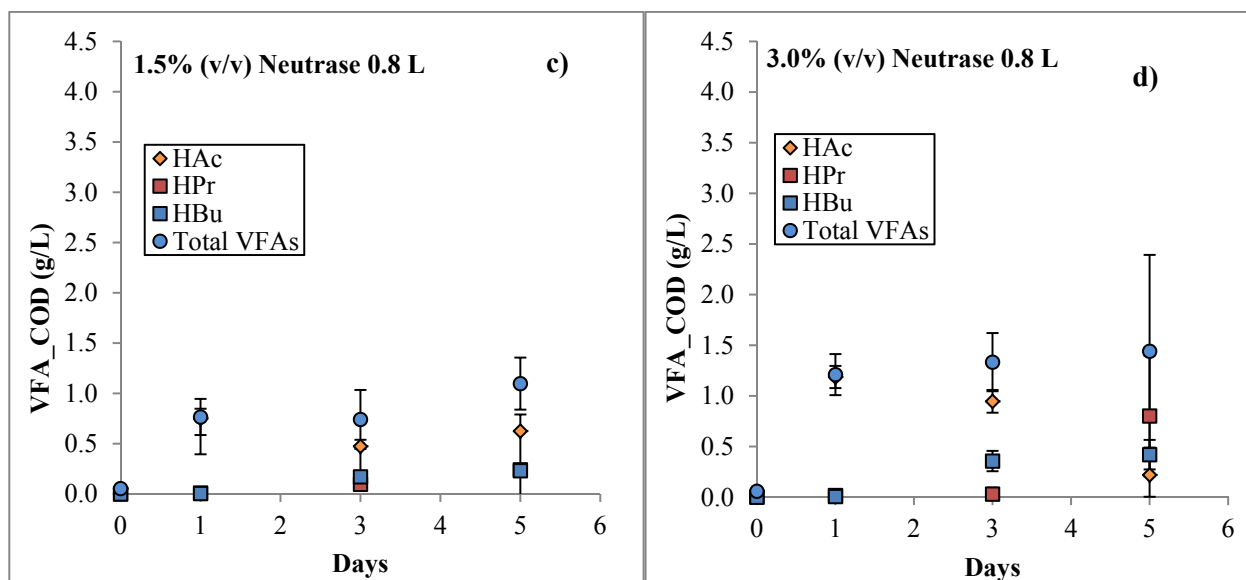 1.5% (v/v) Neutrase 0.8 L
c)
VFA_COD (g/L)
4.5
4.0
3.5
3.0
2.5
2.0
1.5
1.0
0.5
0.0
HAc
HPr
HBu
Total VFAs
0 1 2 3 4 5 6
Days
3.0% (v/v) Neutrase 0.8 L
d)
VFA_COD (g/L)
4.5
4.0
3.5
3.0
2.5
2.0
1.5
1.0
0.5
0.0
HAc
HPr
HBu
Total VFAs
0 1 2 3 4 5 6
Days